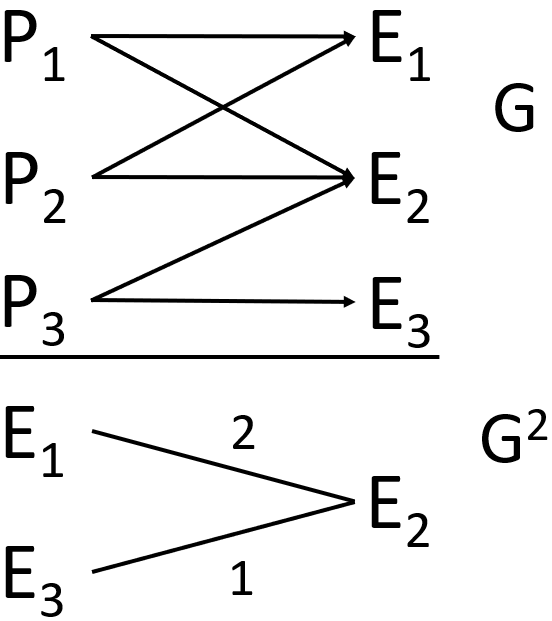 P₁ E₁
G
P₂ E₂
P₃ E₃
E₁ 2 G²
E₂
E₃ 1